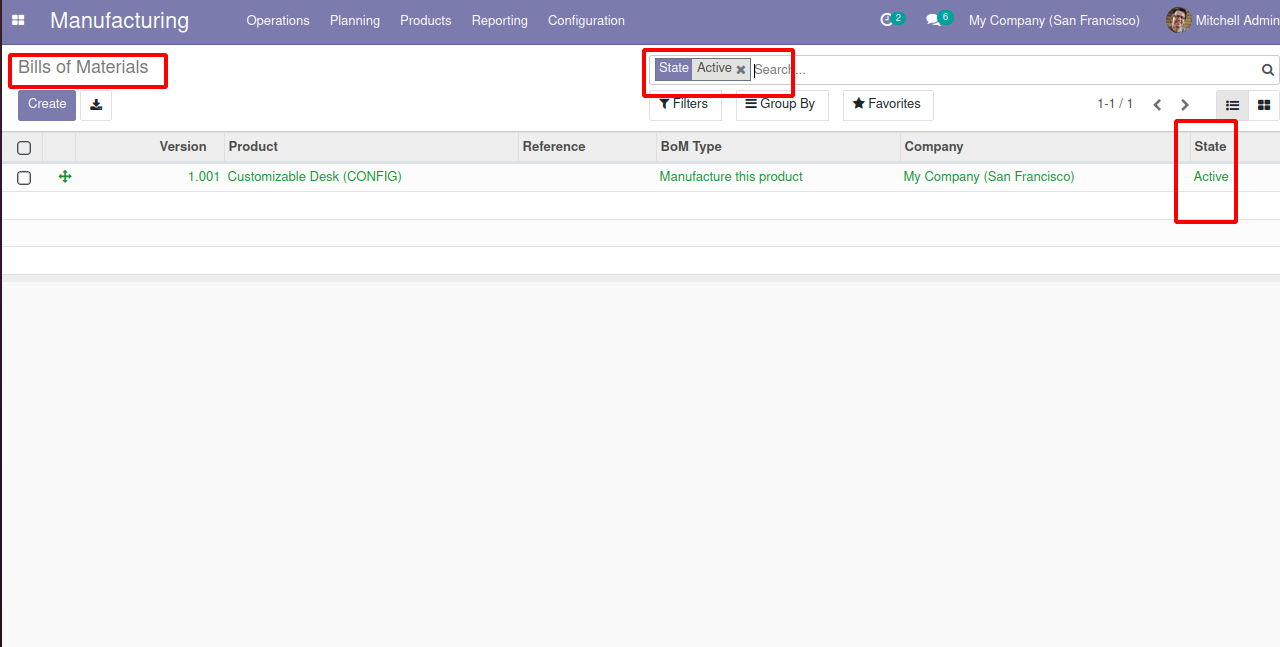 Manufacturing Operations Planning Products Reporting Configuration 2 6 My Company (San Francisco) Mitchell Admin
Bills of Materials State Active Search...
Create Filters Group By Favorites 1-1 / 1
Version Product Reference BoM Type Company State
1.001 Customizable Desk (CONFIG) Manufacture this product My Company (San Francisco) Active